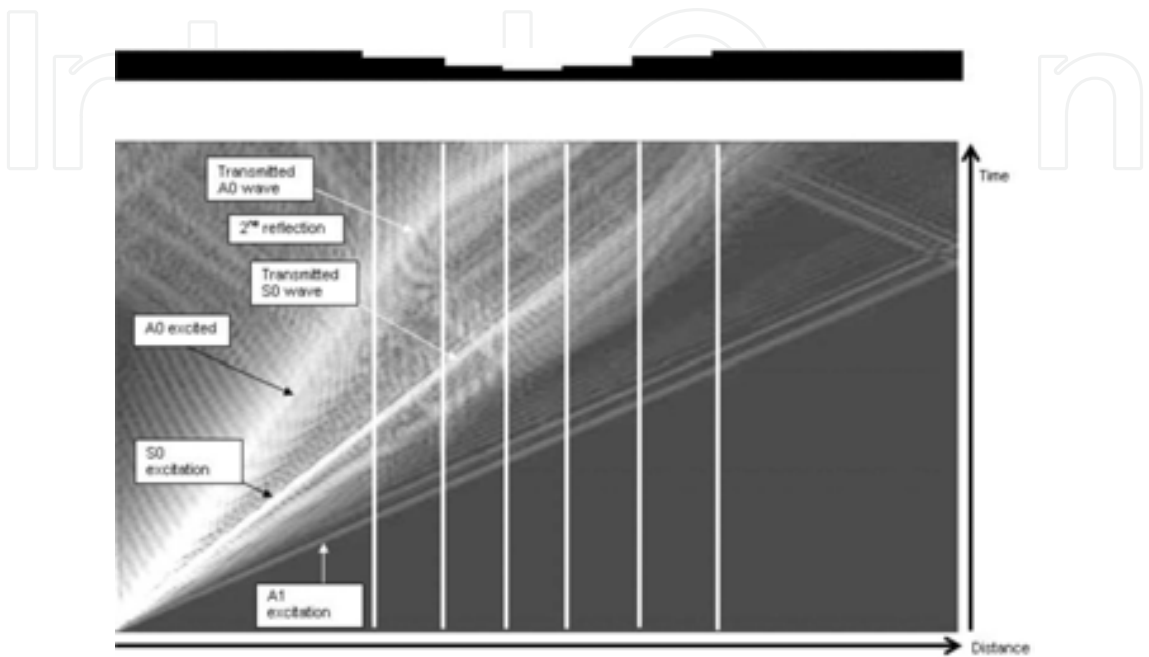 Transmitted
A0 wave
2nd reflection
Transmitted
S0 wave
A0 excited
S0
excitation
A1
excitation
Time
Distance